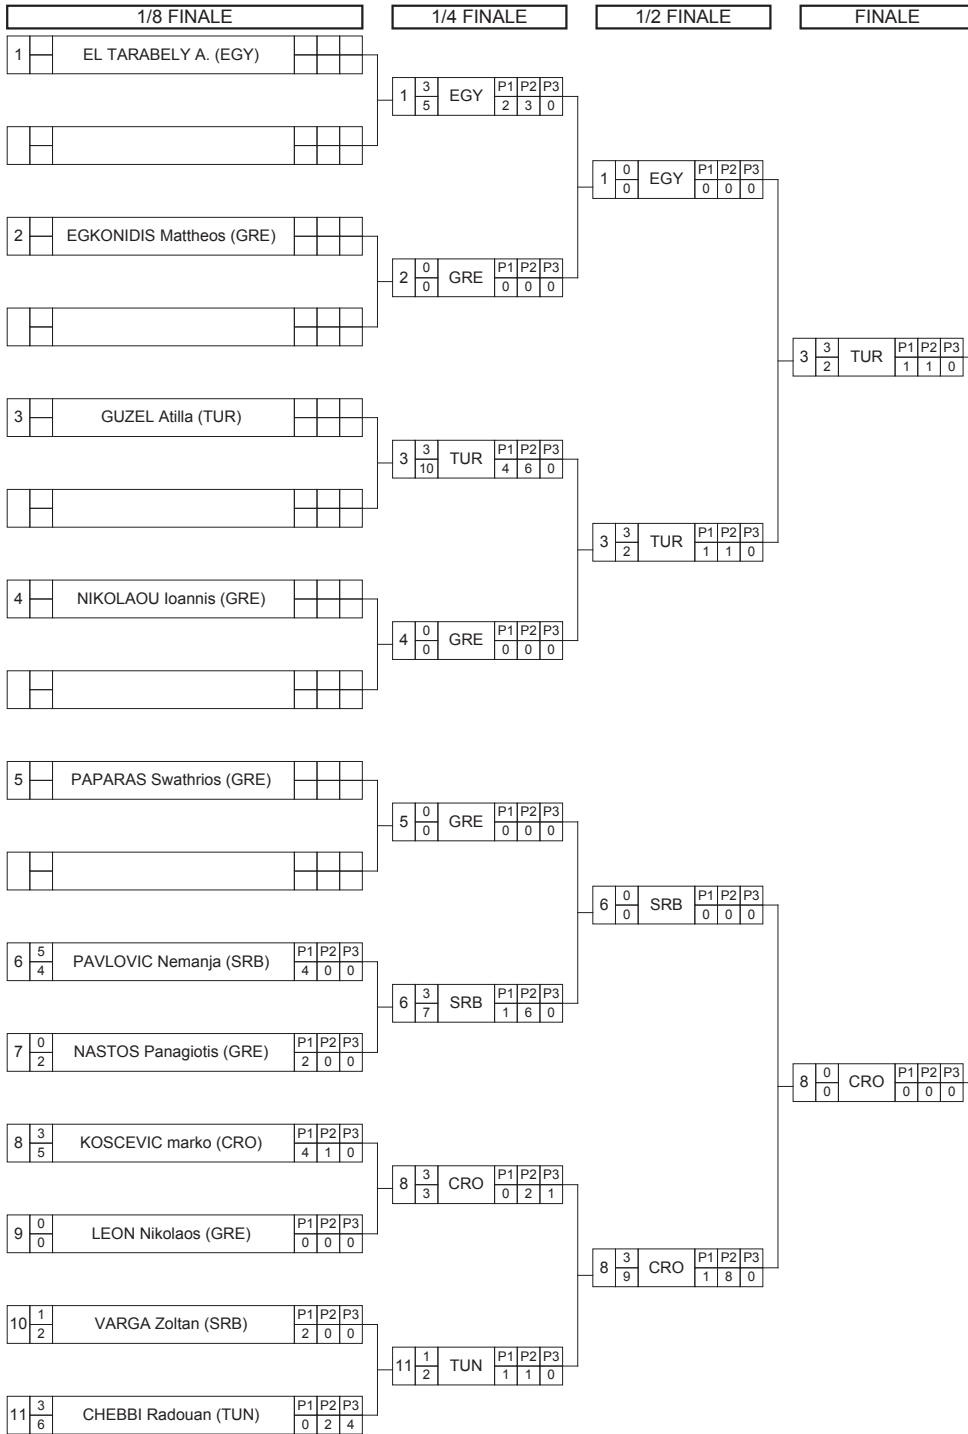 1/8 FINALE 1/4 FINALE 1/2 FINALE FINALE
1 EL TARABELY A. (EGY)
1 3 5 EGY P1 P2 P3 2 3 0
1 0 0 EGY P1 P2 P3 0 0 0
2 EGKONIDIS Mattheos (GRE)
2 0 0 GRE P1 P2 P3 0 0 0
3 3 2 TUR P1 P2 P3 1 1 0
3 GUZEL Atilla (TUR)
3 3 10 TUR P1 P2 P3 4 6 0
3 3 2 TUR P1 P2 P3 1 1 0
4 NIKOLAOU Ioannis (GRE)
4 0 0 GRE P1 P2 P3 0 0 0
5 PAPARAS Swathrios (GRE)
5 0 0 GRE P1 P2 P3 0 0 0
6 0 0 SRB P1 P2 P3 0 0 0
6 5 4 PAVLOVIC Nemanja (SRB) P1 P2 P3 4 0 0
6 3 7 SRB P1 P2 P3 1 6 0
7 0 2 NASTOS Panagiotis (GRE) P1 P2 P3 2 0 0
8 0 0 CRO P1 P2 P3 0 0 0
8 3 5 KOSCEVIC marko (CRO) P1 P2 P3 4 1 0
8 3 3 CRO P1 P2 P3 0 2 1
9 0 0 LEON Nikolaos (GRE) P1 P2 P3 0 0 0
8 3 9 CRO P1 P2 P3 1 8 0
10 1 2 VARGA Zoltan (SRB) P1 P2 P3 2 0 0
11 1 2 TUN P1 P2 P3 1 1 0
11 3 6 CHEBBI Radouan (TUN) P1 P2 P3 0 2 4